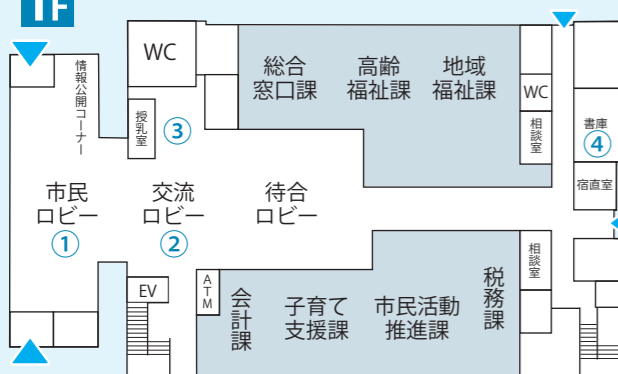 1F
WC
情報公開コーナー
授乳室
③
総合
窓口課
高齢
福祉課
地域
福祉課
WC
相談室
書庫
④
宿直室
市民
ロビー
①
交流
ロビー
②
待合
ロビー
EV
ATM
会計課
子育て
支援課
市民活動
推進課
税務課
相談室